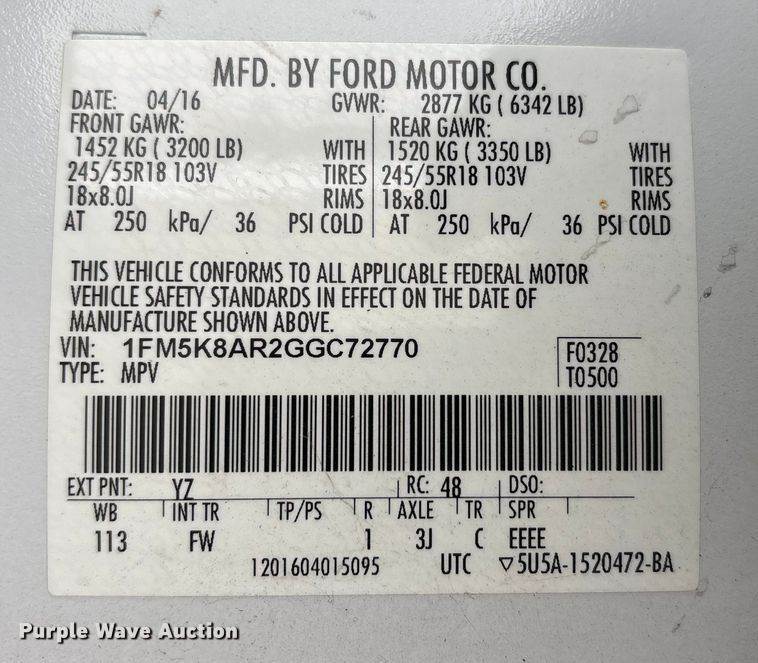 MFD. BY FORD MOTOR CO.
DATE: 04/16 GVWR: 2877 KG ( 6342 LB)
FRONT GAWR: REAR GAWR:
1452 KG ( 3200 LB) WITH 1520 KG ( 3350 LB) WITH
245/55R18 103V TIRES 245/55R18 103V TIRES
18x8.0J RIMS 18x8.0J RIMS
AT 250 kPa/ 36 PSI COLD AT 250 kPa/ 36 PSI COLD
THIS VEHICLE CONFORMS TO ALL APPLICABLE FEDERAL MOTOR
VEHICLE SAFETY STANDARDS IN EFFECT ON THE DATE OF
MANUFACTURE SHOWN ABOVE.
VIN: 1FM5K8AR2GGC72770 F0328
TYPE: MPV T0500
EXT PNT: YZ RC: 48 DSO:
WB INT TR TP/PS R AXLE TR SPR
113 FW 1 3J C EEEE
1201604015095 UTC ▽5U5A-1520472-BA
Purple Wave Auction